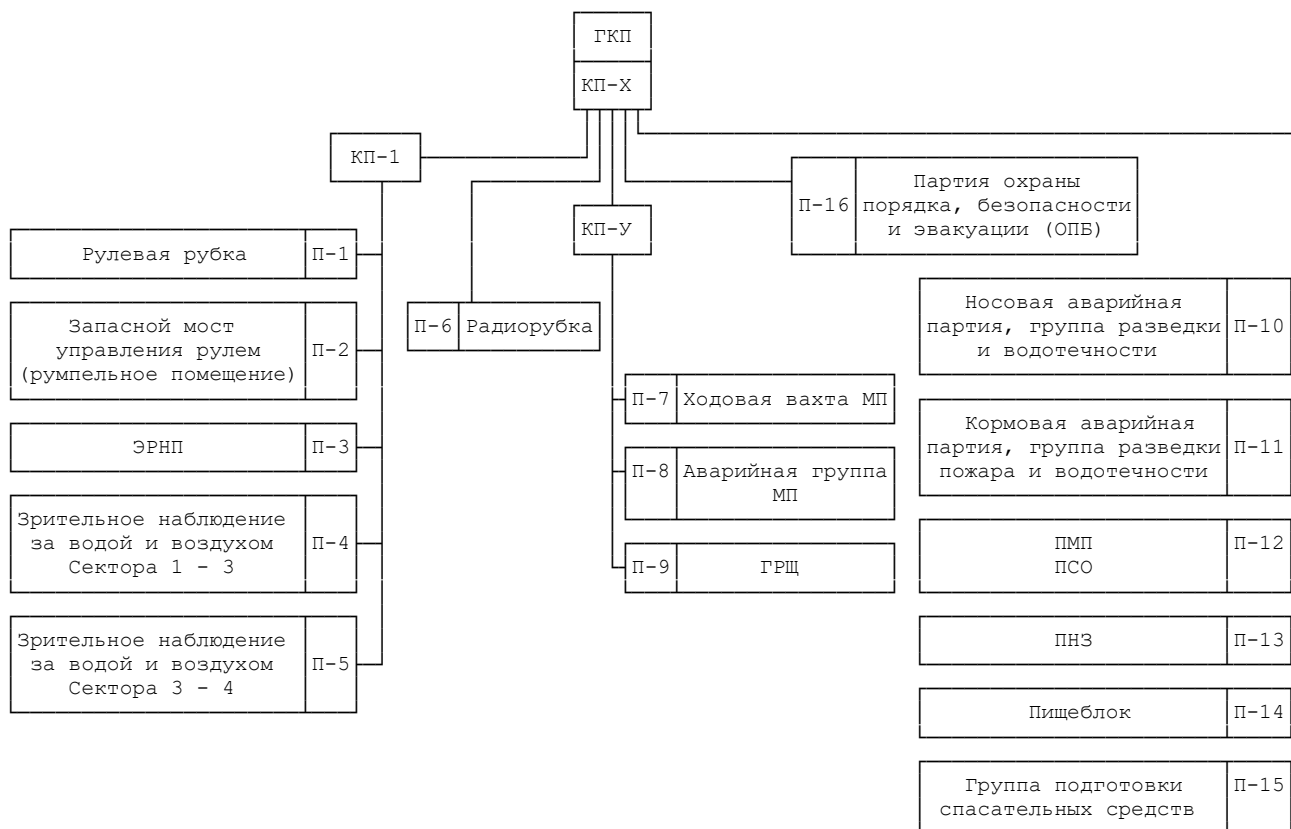 ГКП
КП-Х
КП-1
П-16
Партия охраны
порядка, безопасности
и эвакуации (ОПБ)
КП-У
Рулевая рубка
П-1
Запасной мост
управления рулем
(румпельное помещение)
П-2
П-6
Радиорубка
Носовая аварийная
партия, группа разведки
и водотечности
П-10
П-7
Ходовая вахта МП
ЭРНП
П-3
Кормовая аварийная
партия, группа разведки
пожара и водотечности
П-11
П-8
Аварийная группа
МП
Зрительное наблюдение
за водой и воздухом
Сектора 1 - 3
П-4
ПМП
ПСО
П-12
П-9
ГРЩ
Зрительное наблюдение
за водой и воздухом
Сектора 3 - 4
П-5
ПНЗ
П-13
Пищеблок
П-14
Группа подготовки
спасательных средств
П-15